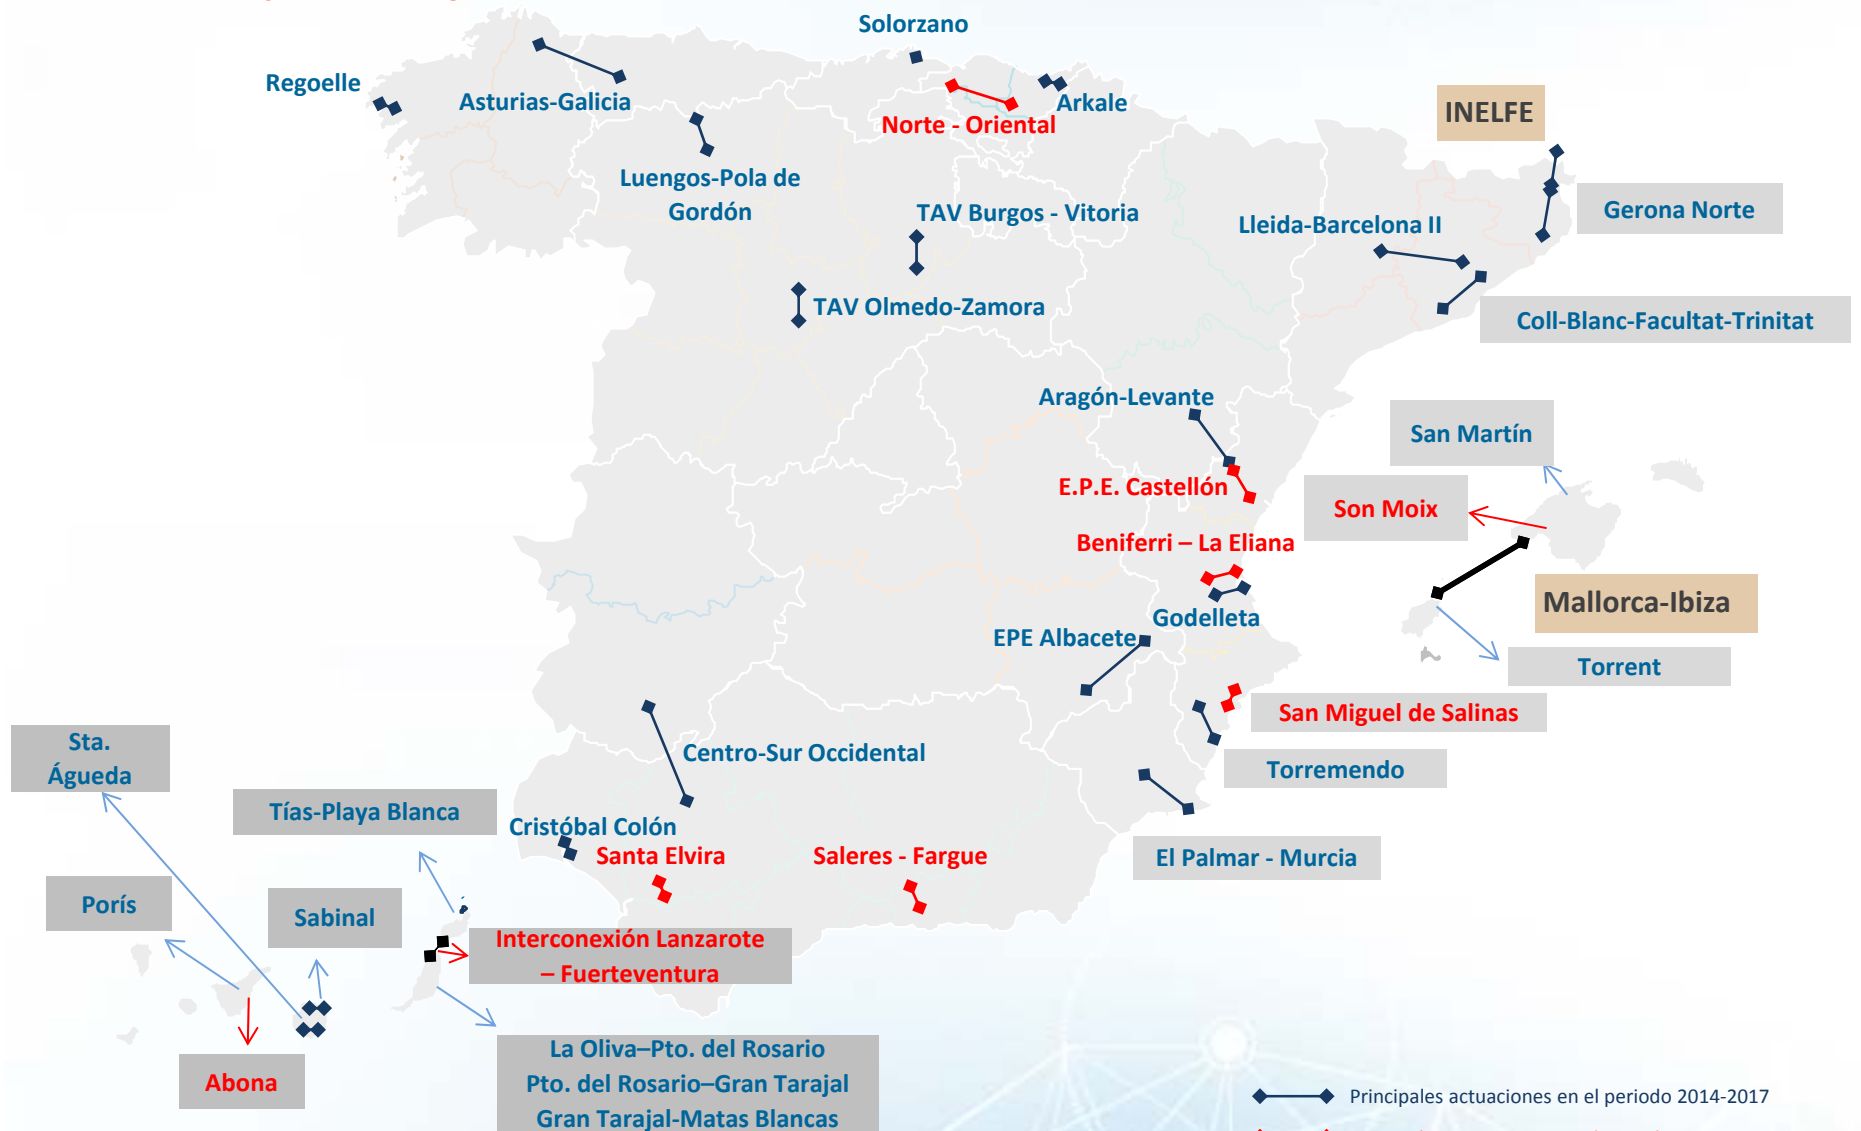 Solorzano
Regoelle
Asturias-Galicia
Arkale
INELFE
Norte - Oriental
Luengos-Pola de
Gordón
TAV Burgos - Vitoria
Gerona Norte
Lleida-Barcelona II
TAV Olmedo-Zamora
Coll-Blanc-Facultat-Trinitat
Aragón-Levante
San Martín
E.P.E. Castellón
Son Moix
Beniferri – La Eliana
Mallorca-Ibiza
Godelleta
EPE Albacete
Torrent
San Miguel de Salinas
Sta.
Águeda
Centro-Sur Occidental
Torremendo
Tías-Playa Blanca
Cristóbal Colón
Santa Elvira
Saleres - Fargue
El Palmar - Murcia
Porís
Sabinal
Interconexión Lanzarote
– Fuerteventura
Abona
La Oliva–Pto. del Rosario
Pto. del Rosario–Gran Tarajal
Gran Tarajal-Matas Blancas
Principales actuaciones en el periodo 2014-2017